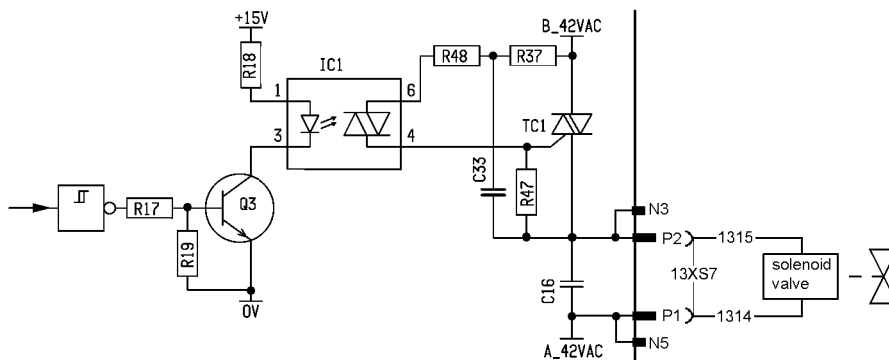 +15V
R18
IC1
1
3
6
4
R48
R37
B_42VAC
TC1
C33
R47
R17
R19
Q3
0V
C16
A_42VAC
N3
P2
1315
13XS7
solenoid
valve
P1
1314
N5